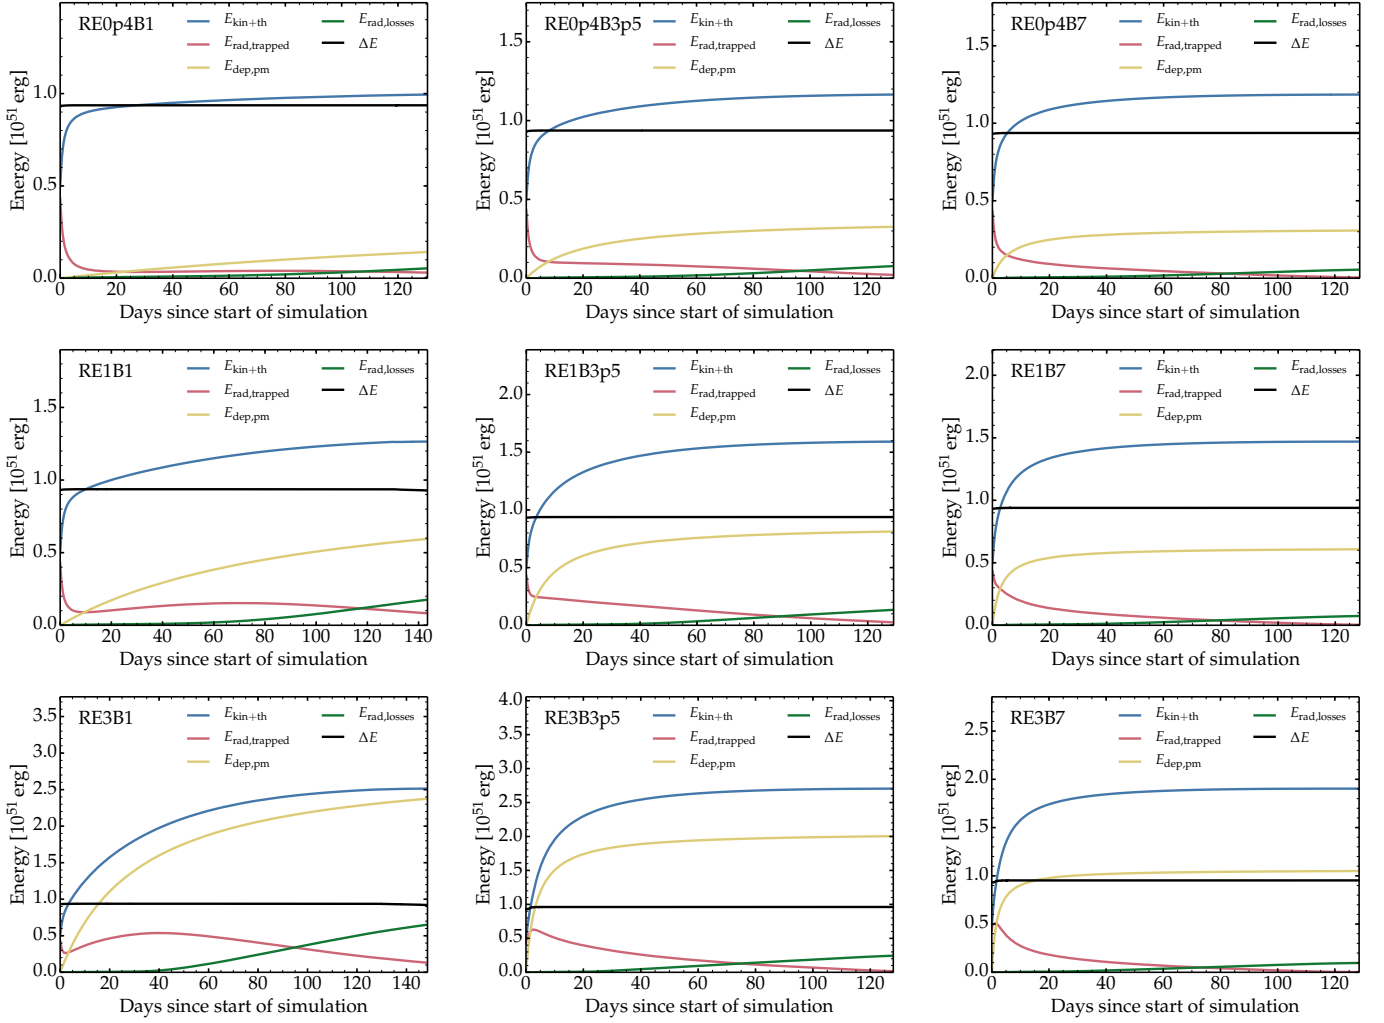 RE0p4B1
E_kin+th
E_rad,trapped
E_dep,pm
E_rad,losses
ΔE
Energy [10^51 erg]
1.0
0.5
0.0
0 20 40 60 80 100 120
Days since start of simulation
RE0p4B3p5
E_kin+th
E_rad,trapped
E_dep,pm
E_rad,losses
ΔE
Energy [10^51 erg]
1.5
1.0
0.5
0.0
0 20 40 60 80 100 120
Days since start of simulation
RE0p4B7
E_kin+th
E_rad,trapped
E_dep,pm
E_rad,losses
ΔE
Energy [10^51 erg]
1.5
1.0
0.5
0.0
0 20 40 60 80 100 120
Days since start of simulation
RE1B1
E_kin+th
E_rad,trapped
E_dep,pm
E_rad,losses
ΔE
Energy [10^51 erg]
1.5
1.0
0.5
0.0
0 20 40 60 80 100 120 140
Days since start of simulation
RE1B3p5
E_kin+th
E_rad,trapped
E_dep,pm
E_rad,losses
ΔE
Energy [10^51 erg]
2.0
1.5
1.0
0.5
0.0
0 20 40 60 80 100 120
Days since start of simulation
RE1B7
E_kin+th
E_rad,trapped
E_dep,pm
E_rad,losses
ΔE
Energy [10^51 erg]
2.0
1.5
1.0
0.5
0.0
0 20 40 60 80 100 120
Days since start of simulation
RE3B1
E_kin+th
E_rad,trapped
E_dep,pm
E_rad,losses
ΔE
Energy [10^51 erg]
3.5
3.0
2.5
2.0
1.5
1.0
0.5
0.0
0 20 40 60 80 100 120 140
Days since start of simulation
RE3B3p5
E_kin+th
E_rad,trapped
E_dep,pm
E_rad,losses
ΔE
Energy [10^51 erg]
4.0
3.5
3.0
2.5
2.0
1.5
1.0
0.5
0.0
0 20 40 60 80 100 120
Days since start of simulation
RE3B7
E_kin+th
E_rad,trapped
E_dep,pm
E_rad,losses
ΔE
Energy [10^51 erg]
2.5
2.0
1.5
1.0
0.5
0.0
0 20 40 60 80 100 120
Days since start of simulation